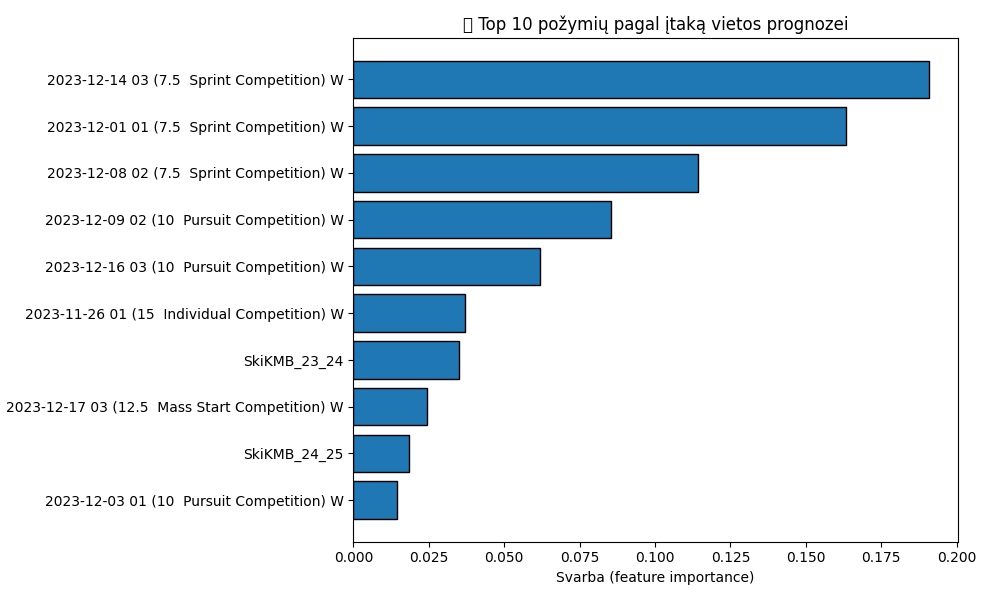 ▯ Top 10 požymių pagal įtaką vietos prognozei
2023-12-14 03 (7.5  Sprint Competition) W
2023-12-01 01 (7.5  Sprint Competition) W
2023-12-08 02 (7.5  Sprint Competition) W
2023-12-09 02 (10  Pursuit Competition) W
2023-12-16 03 (10  Pursuit Competition) W
2023-11-26 01 (15  Individual Competition) W
SkiKMB_23_24
2023-12-17 03 (12.5  Mass Start Competition) W
SkiKMB_24_25
2023-12-03 01 (10  Pursuit Competition) W
0.000 0.025 0.050 0.075 0.100 0.125 0.150 0.175 0.200
Svarba (feature importance)